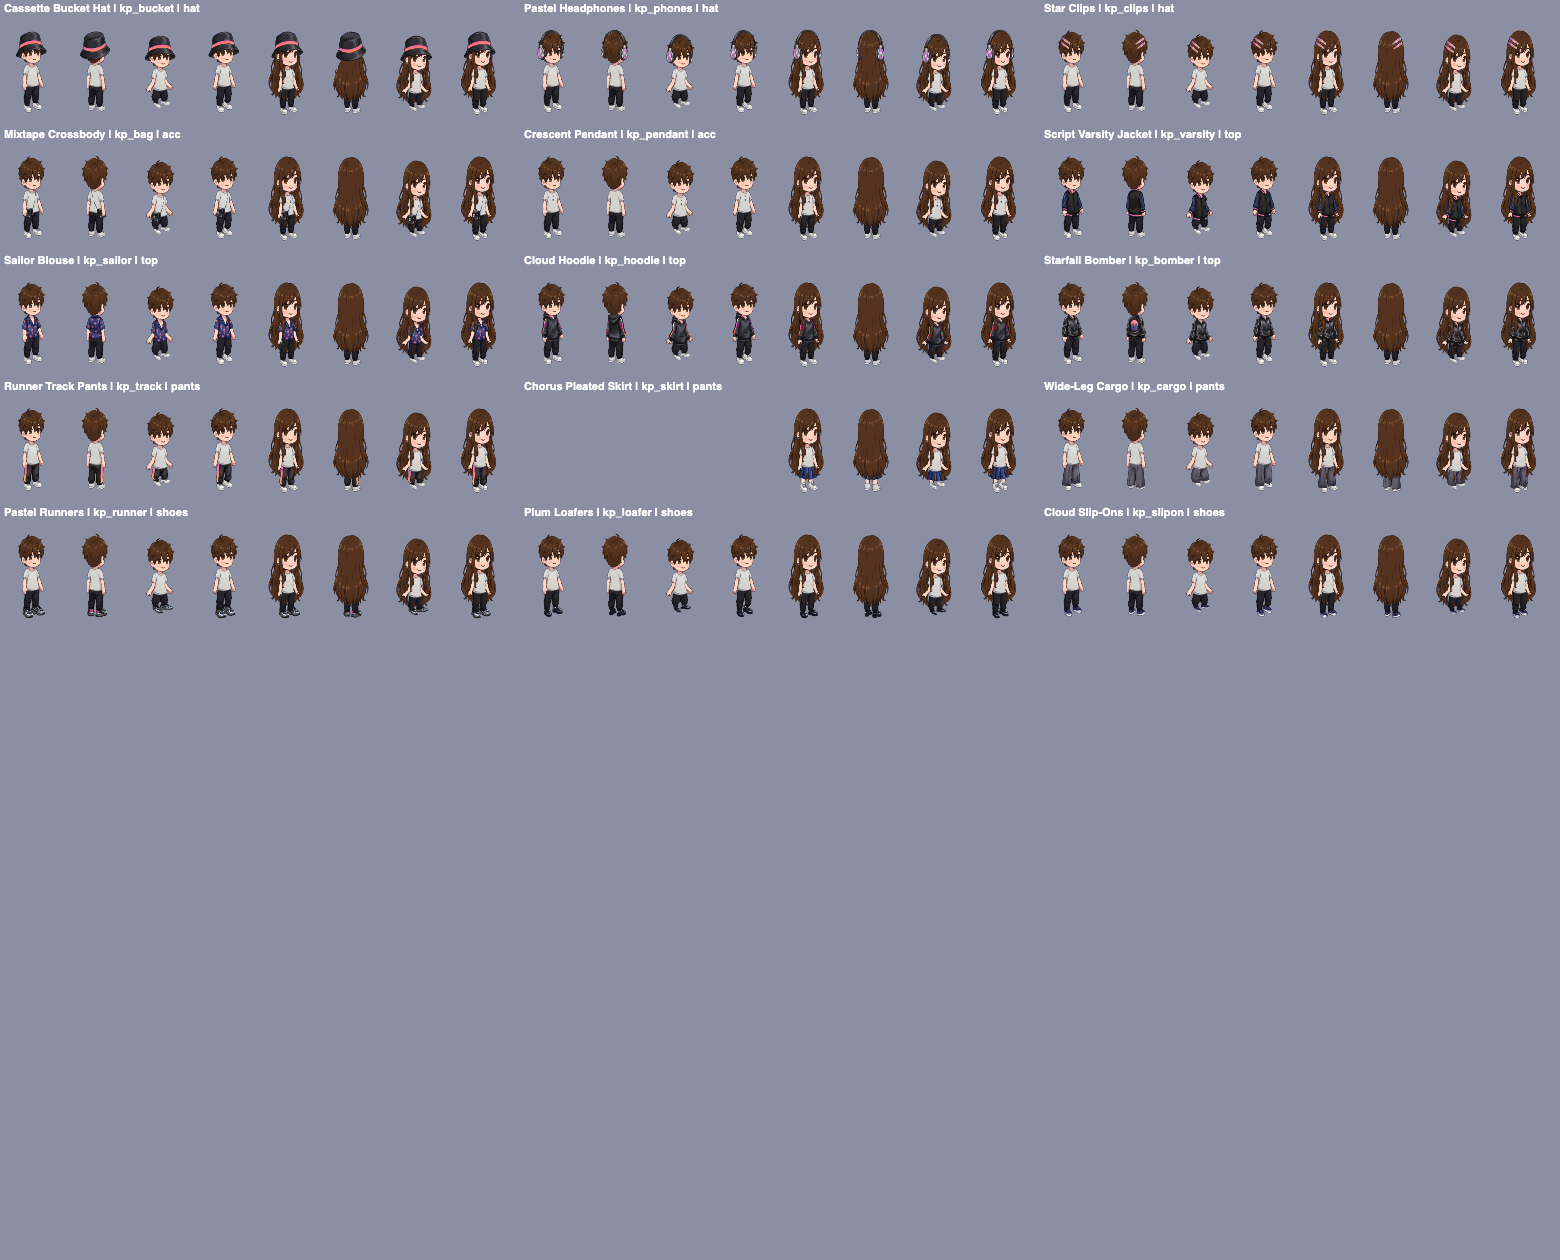 Cassette Bucket Hat | kp_bucket | hat
Pastel Headphones | kp_phones | hat
Star Clips | kp_clips | hat
Mixtape Crossbody | kp_bag | acc
Crescent Pendant | kp_pendant | acc
Script Varsity Jacket | kp_varsity | top
Sailor Blouse | kp_sailor | top
Cloud Hoodie | kp_hoodie | top
Starfall Bomber | kp_bomber | top
Runner Track Pants | kp_track | pants
Chorus Pleated Skirt | kp_skirt | pants
Wide-Leg Cargo | kp_cargo | pants
Pastel Runners | kp_runner | shoes
Plum Loafers | kp_loafer | shoes
Cloud Slip-Ons | kp_slipon | shoes